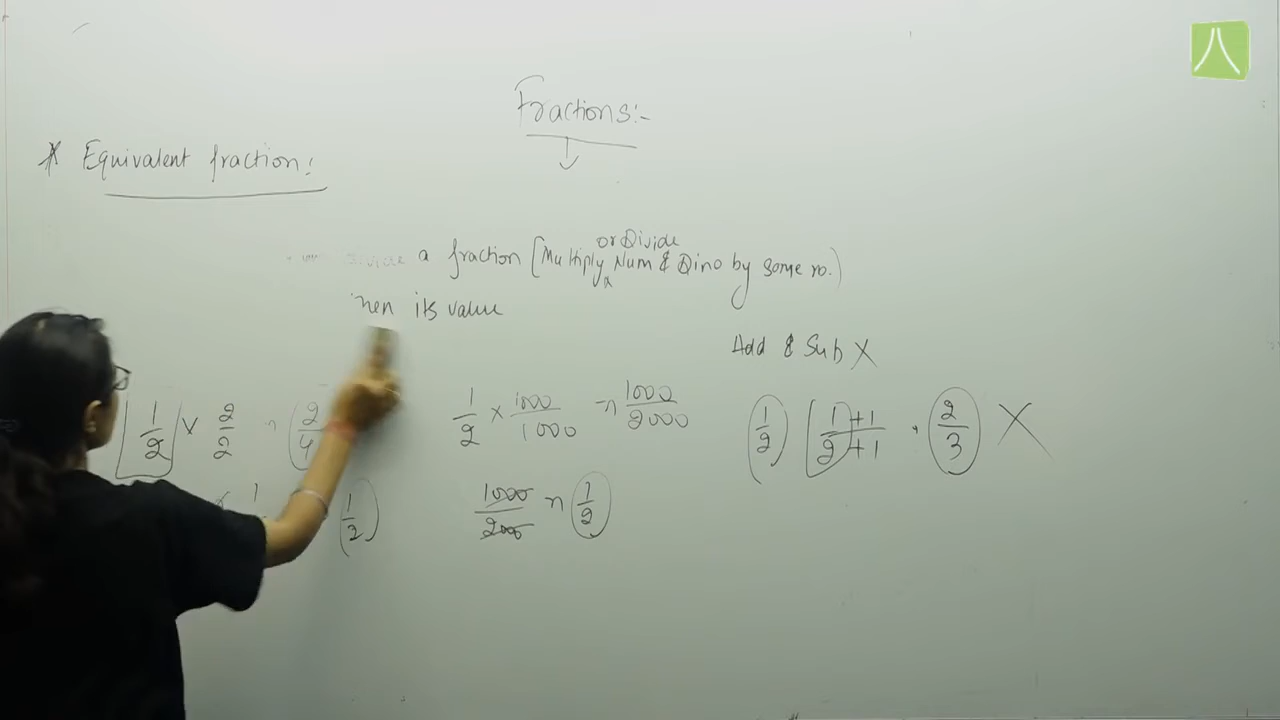 Fractions:-
* Equivalent fraction:
or Divide
a fraction [Multiply Num & Dino by some no.)
then its value
Add & Sub X
1/2 × 2/2 = 2/4
1/2 × 1000/1000 = 1000/2000
1/2 1+1/2+1 . 2/3 X
1/2
1000/2000 = 1/2